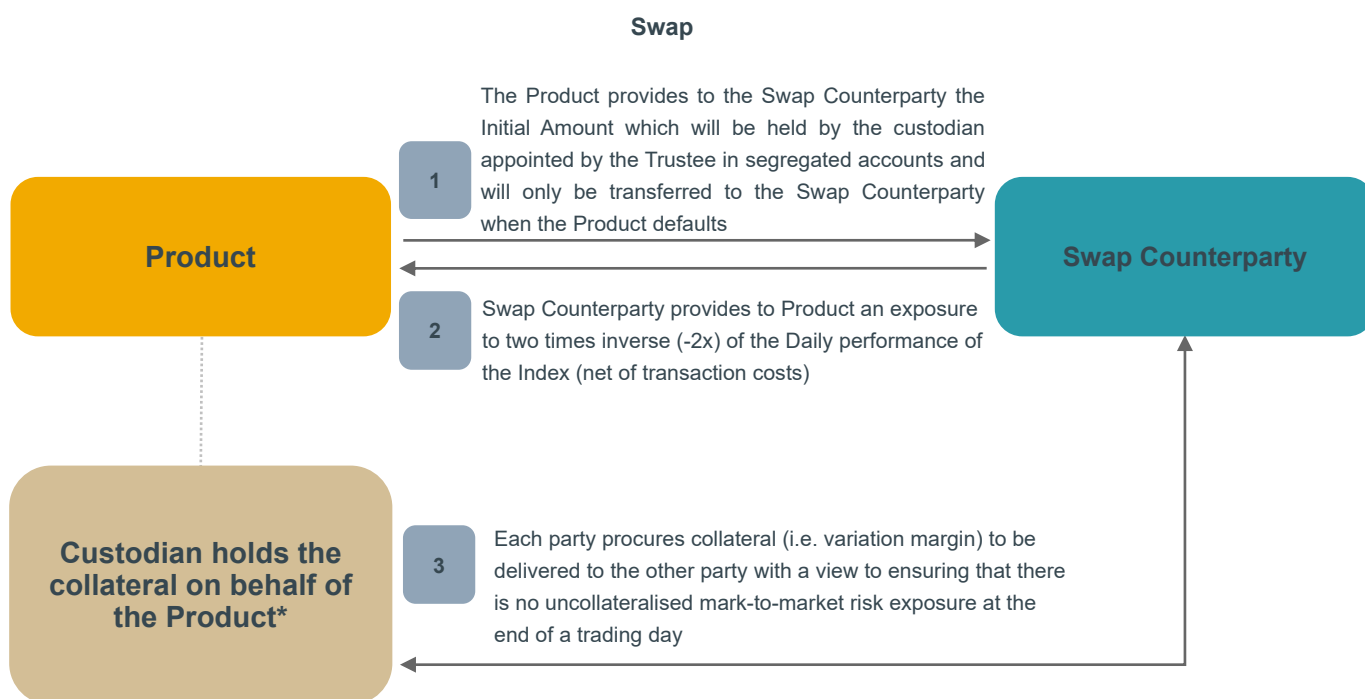 Swap
The Product provides to the Swap Counterparty the
Initial Amount which will be held by the custodian
appointed by the Trustee in segregated accounts and
will only be transferred to the Swap Counterparty
when the Product defaults
1
Product
Swap Counterparty
2
Swap Counterparty provides to Product an exposure
to two times inverse (-2x) of the Daily performance of
the Index (net of transaction costs)
Custodian holds the
collateral on behalf of
the Product*
3
Each party procures collateral (i.e. variation margin) to be
delivered to the other party with a view to ensuring that there
is no uncollateralised mark-to-market risk exposure at the
end of a trading day